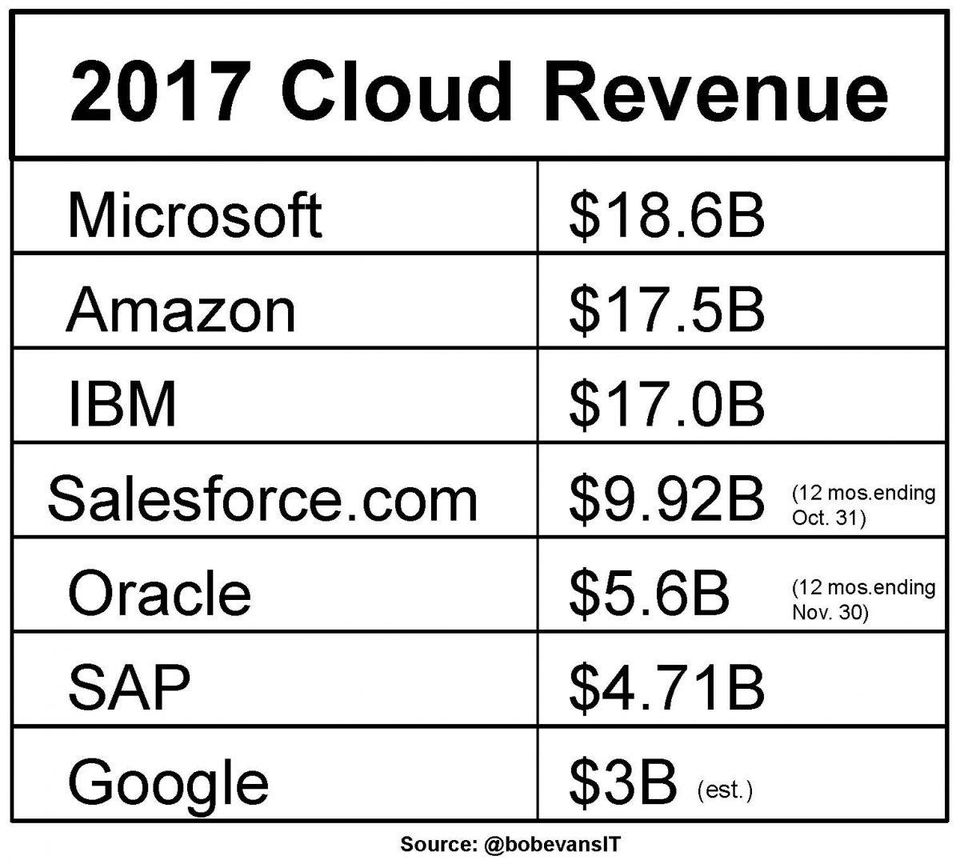 2017 Cloud Revenue
Microsoft $18.6B
Amazon $17.5B
IBM $17.0B
Salesforce.com $9.92B (12 mos.ending
Oct. 31)
Oracle $5.6B (12 mos.ending
Nov. 30)
SAP $4.71B
Google $3B (est.)
Source: @bobevansIT